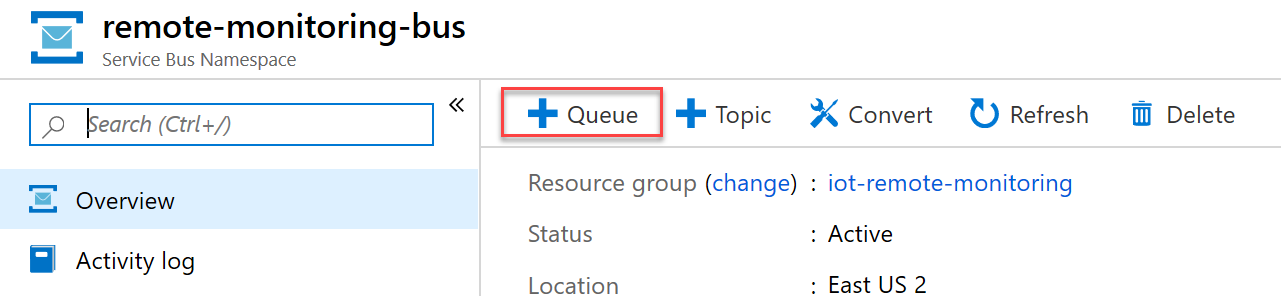 remote-monitoring-bus
Service Bus Namespace
Search (Ctrl+/)
Overview
Activity log
Queue
Topic
Convert
Refresh
Delete
Resource group (change) : iot-remote-monitoring
Status : Active
Location : East US 2